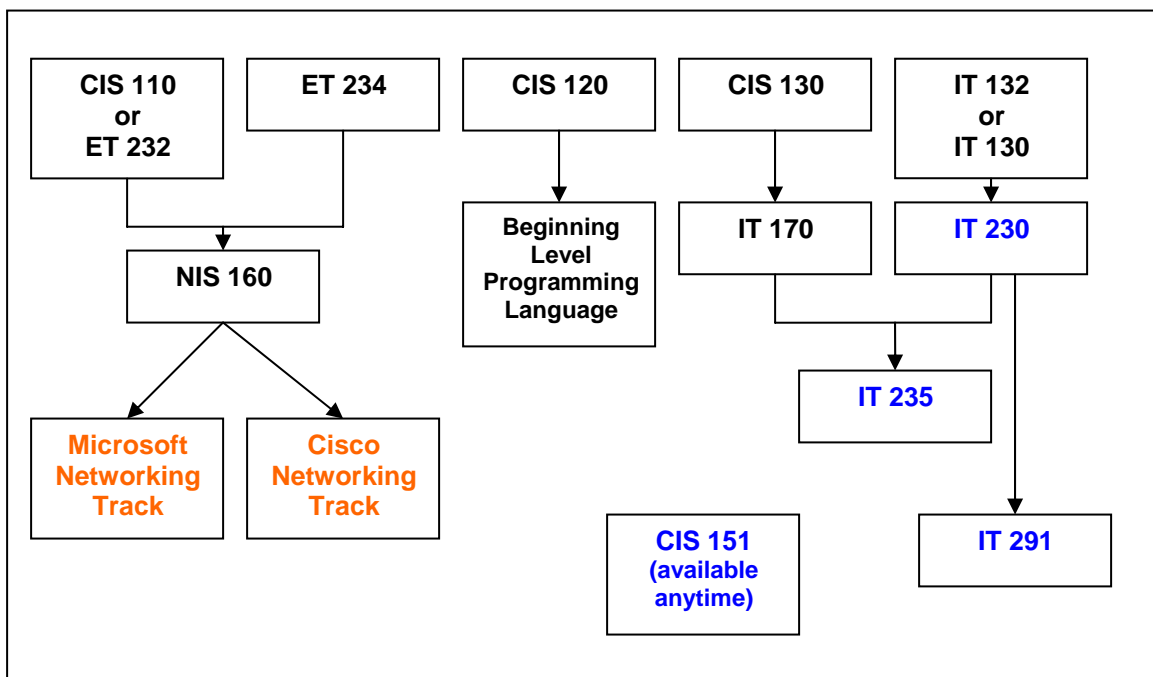 CIS 110
or
ET 232
ET 234
CIS 120
CIS 130
IT 132
or
IT 130
Beginning
Level
Programming
Language
IT 170
IT 230
NIS 160
IT 235
Microsoft
Networking
Track
Cisco
Networking
Track
CIS 151
(available
anytime)
IT 291